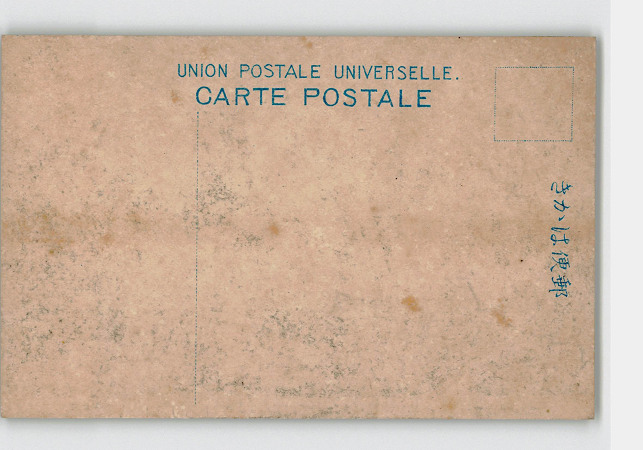 UNION POSTALE UNIVERSELLE.
CARTE POSTALE
郵便はかき